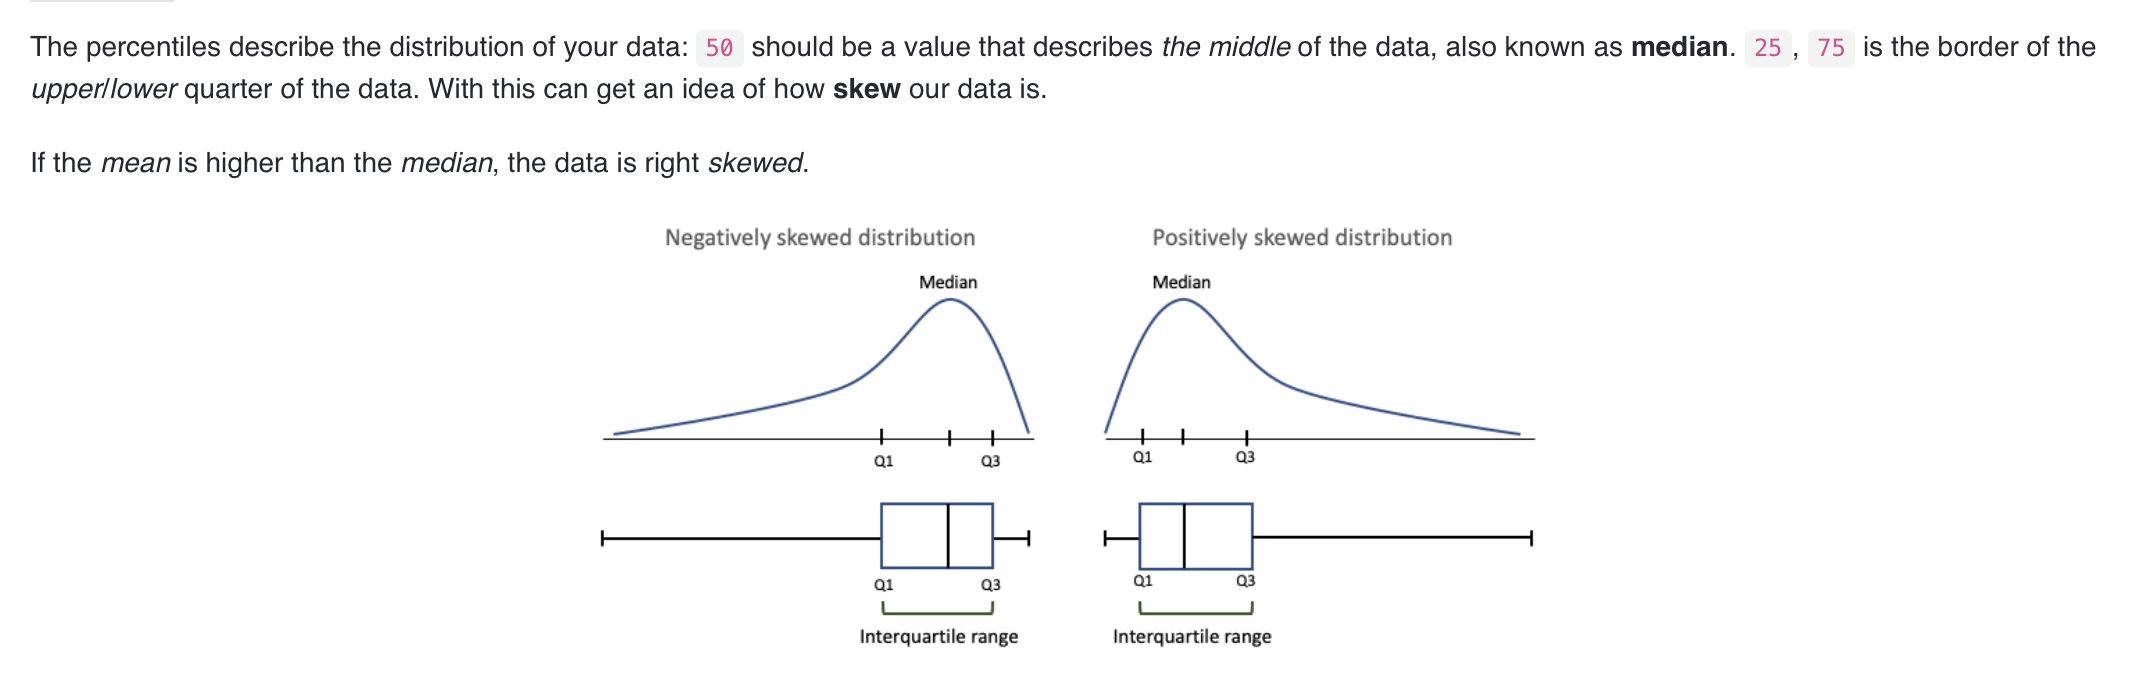 The percentiles describe the distribution of your data: 50 should be a value that describes the middle of the data, also known as median. 25 , 75 is the border of the
upper/lower quarter of the data. With this can get an idea of how skew our data is.
If the mean is higher than the median, the data is right skewed.
Negatively skewed distribution
Positively skewed distribution
Median
Median
Q1
Q3
Q1
Q3
Q1
Q3
Q1
Q3
Interquartile range
Interquartile range